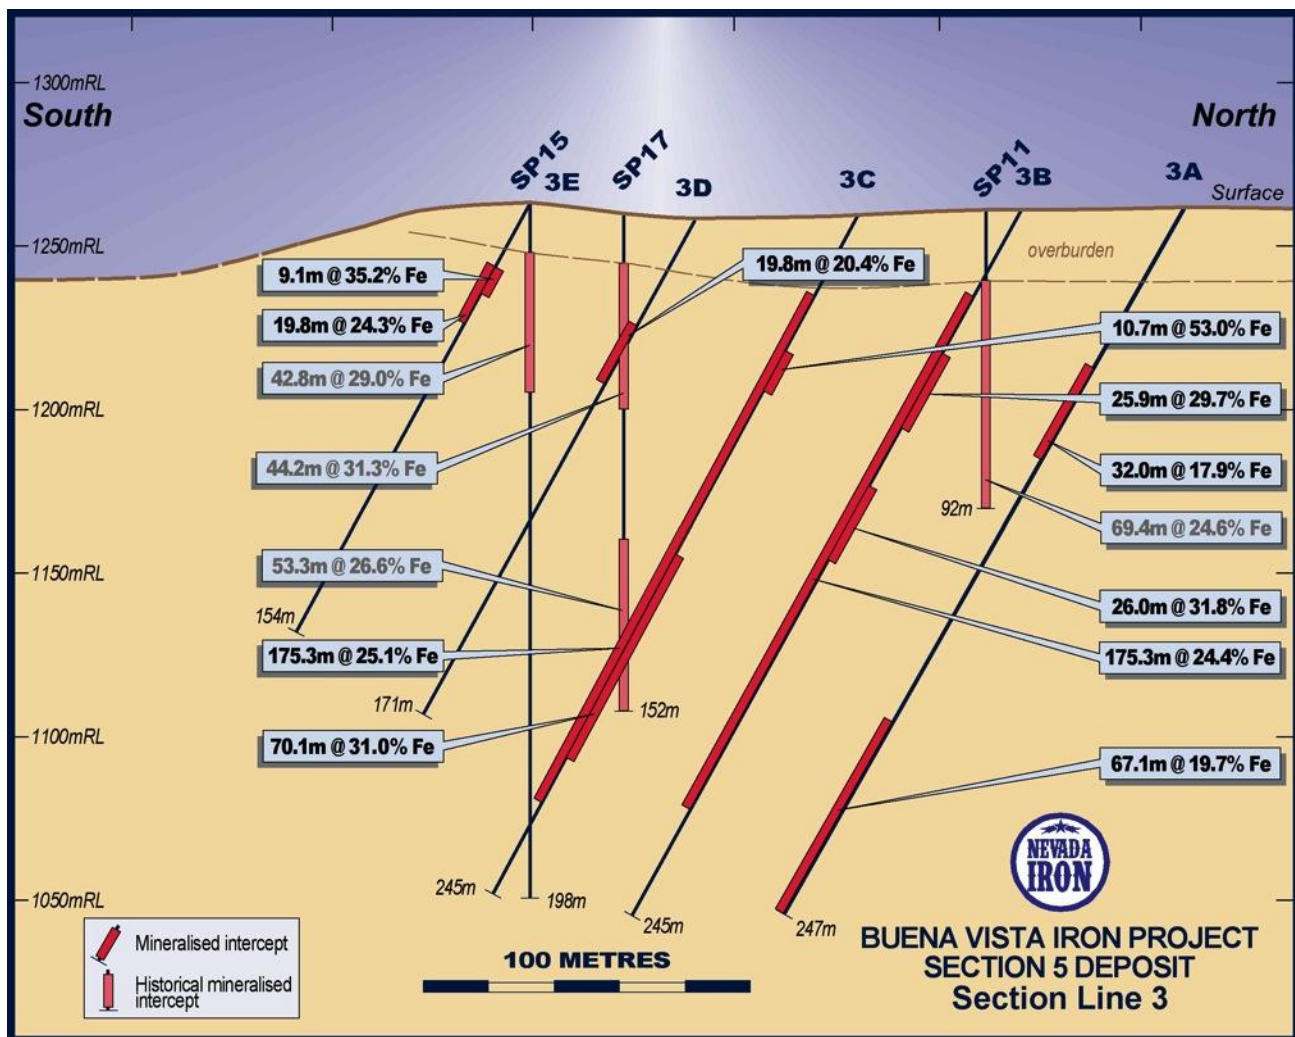 1300mRL
South
North
SP15
3E
SP17
3D
3C
SP11
3B
3A
Surface
1250mRL
overburden
9.1m @ 35.2% Fe
19.8m @ 20.4% Fe
19.8m @ 24.3% Fe
10.7m @ 53.0% Fe
42.8m @ 29.0% Fe
1200mRL
25.9m @ 29.7% Fe
44.2m @ 31.3% Fe
32.0m @ 17.9% Fe
92m
69.4m @ 24.6% Fe
1150mRL
53.3m @ 26.6% Fe
154m
26.0m @ 31.8% Fe
175.3m @ 25.1% Fe
175.3m @ 24.4% Fe
171m
152m
1100mRL
70.1m @ 31.0% Fe
67.1m @ 19.7% Fe
NEVADA
IRON
1050mRL
245m
198m
245m
247m
Mineralised intercept
Historical mineralised
intercept
100 METRES
BUENA VISTA IRON PROJECT
SECTION 5 DEPOSIT
Section Line 3